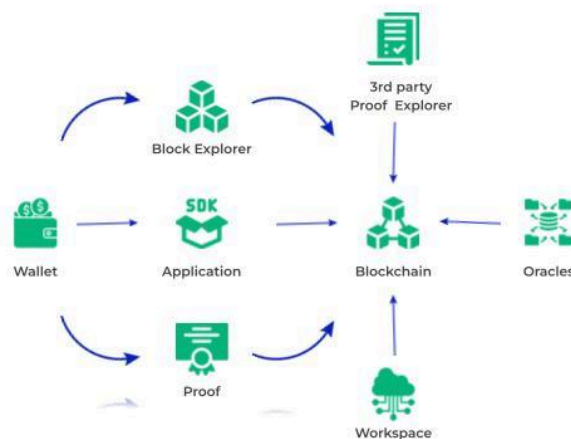 3rd party
Proof Explorer
Block Explorer
SDK
Wallet
Application
Blockchain
Oracles
Proof
Workspace